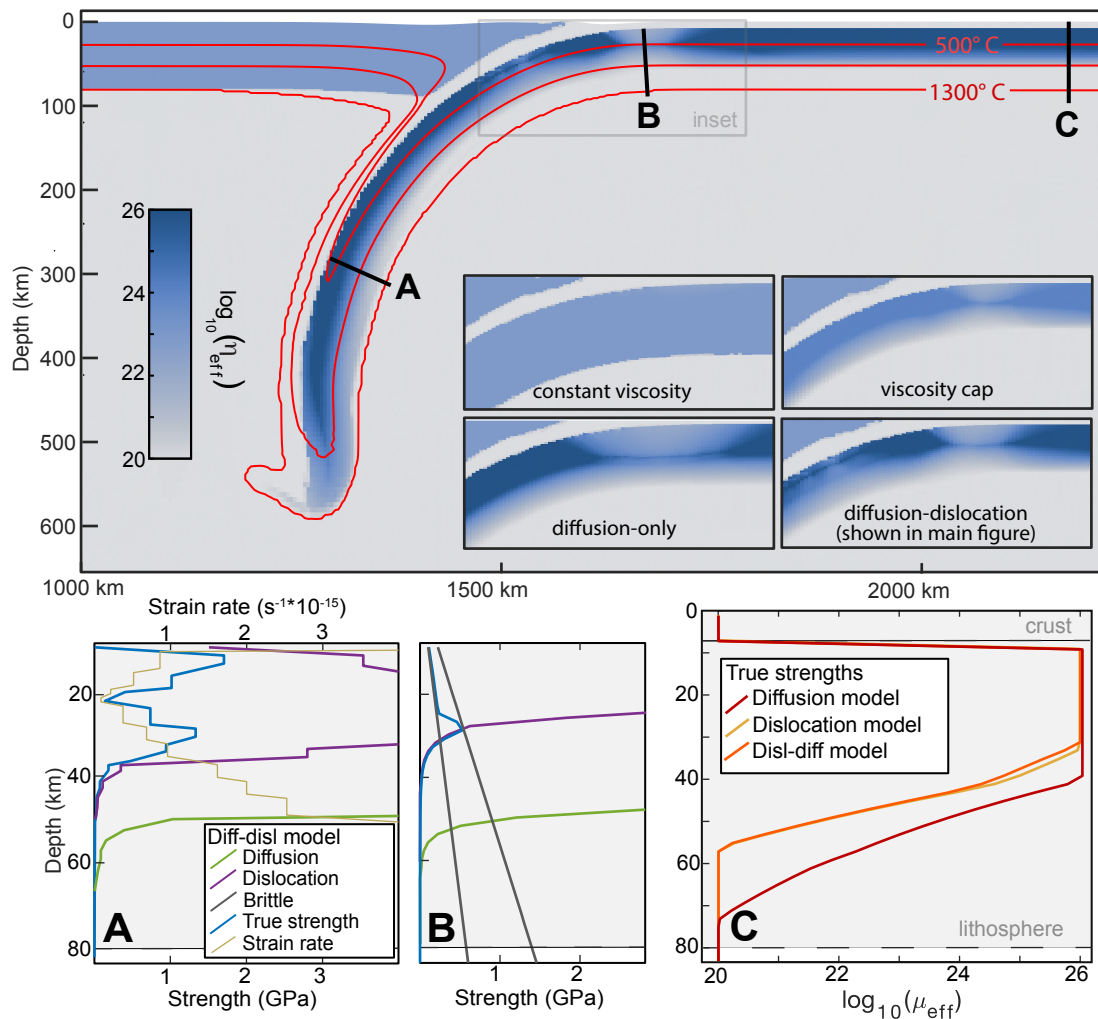 0
100
200
300
400
500
600
Depth (km)
500° C
1300° C
B
C
A
inset
26
24
22
20
log10(ηeff)
constant viscosity
viscosity cap
diffusion-only
diffusion-dislocation
(shown in main figure)
1000 km
1500 km
2000 km
Strain rate (s-1*10-15)
1
2
3
20
40
60
80
Depth (km)
Diff-disl model
Diffusion
Dislocation
Brittle
True strength
Strain rate
A
1
2
3
Strength (GPa)
B
1
2
Strength (GPa)
0
20
40
60
80
crust
True strengths
Diffusion model
Dislocation model
Disl-diff model
C
lithosphere
20
22
24
26
log10(μeff)